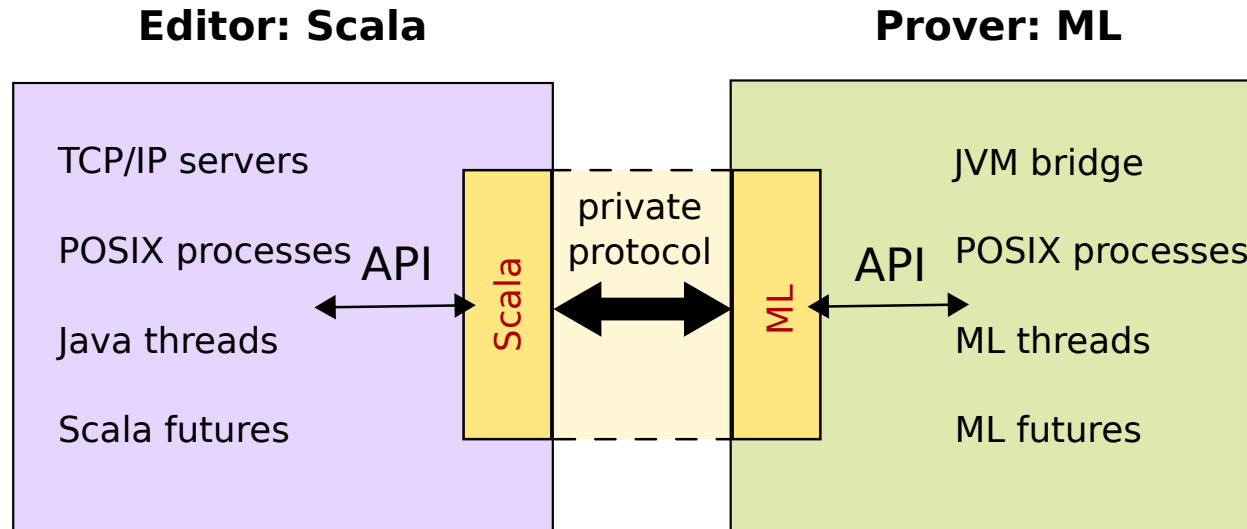 Editor: Scala
Prover: ML
TCP/IP servers
POSIX processes
Java threads
Scala futures
API
Scala
private
protocol
ML
API
JVM bridge
POSIX processes
ML threads
ML futures